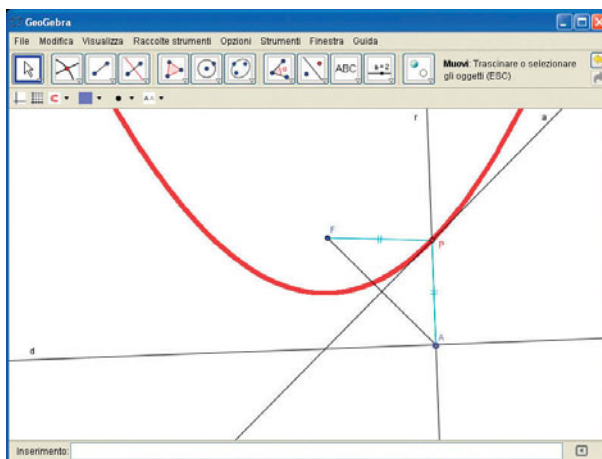 GeoGebra
File Modifica Visualizza Raccolte strumenti Opzioni Strumenti Finestra Guida
ABC a=2 Muovi: Trascinare o selezionare
gli oggetti (ESC)
r
a
F
P
A
d
Inserimento: